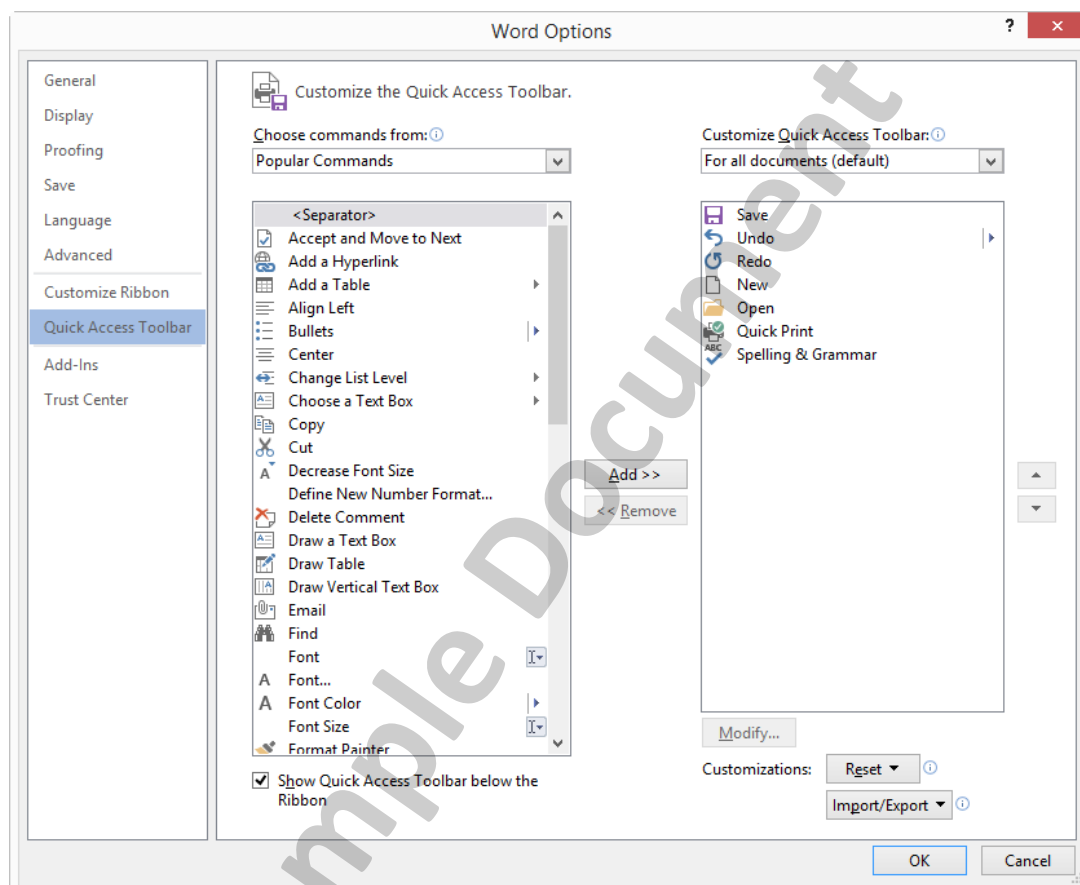 Word Options
?
General
Display
Proofing
Save
Language
Advanced
Customize Ribbon
Quick Access Toolbar
Add-Ins
Trust Center
Customize the Quick Access Toolbar.
Choose commands from:
Popular Commands
<Separator>
Accept and Move to Next
Add a Hyperlink
Add a Table
Align Left
Bullets
Center
Change List Level
Choose a Text Box
Copy
Cut
Decrease Font Size
Define New Number Format...
Delete Comment
Draw a Text Box
Draw Table
Draw Vertical Text Box
Email
Find
Font
Font...
Font Color
Font Size
Format Painter
Show Quick Access Toolbar below the
Ribbon
Add >>
<< Remove
Customize Quick Access Toolbar:
For all documents (default)
Save
Undo
Redo
New
Open
Quick Print
ABC
Spelling & Grammar
Modify...
Customizations:
Reset
Import/Export
OK
Cancel
mple Document